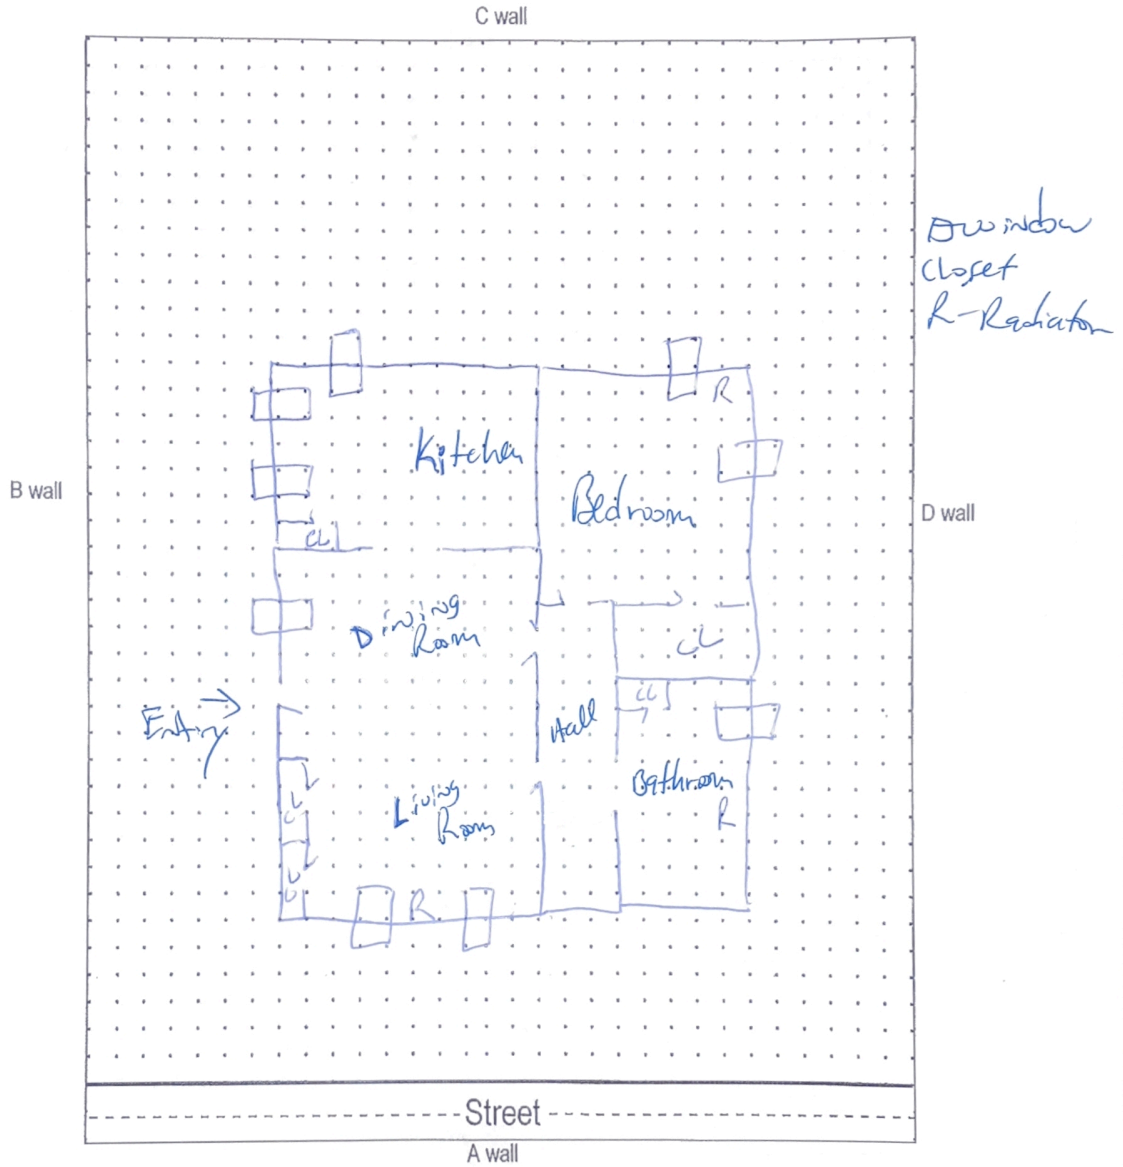 C wall
window
Closet
R-Radiator
R
Kitchen
B wall
Bedroom
D wall
CL
Dining
Room
CL
CL
Entry
Hall
Bathroom
CL
Living
Room
R
CL
R
Street
A wall